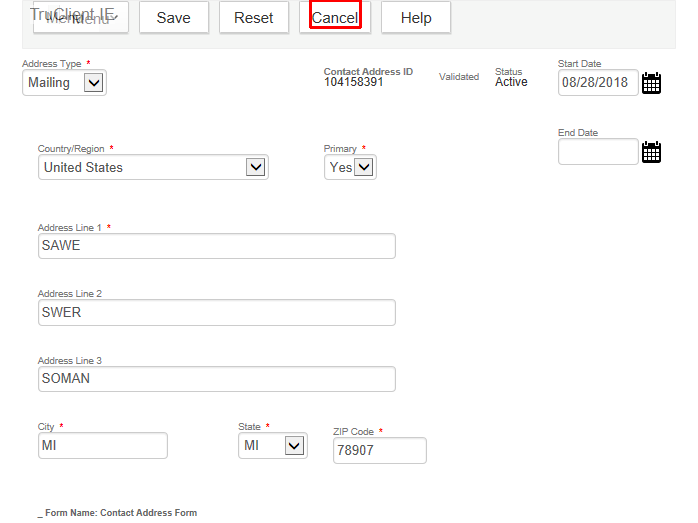 TruClient IE
Menu Save Reset Cancel Help
Address Type *
Mailing
Contact Address ID
104158391
Validated
Status
Active
Start Date
08/28/2018
End Date
Country/Region *
United States
Primary *
Yes
Address Line 1 *
SAWE
Address Line 2
SWER
Address Line 3
SOMAN
City *
MI
State *
MI
ZIP Code *
78907
_ Form Name: Contact Address Form